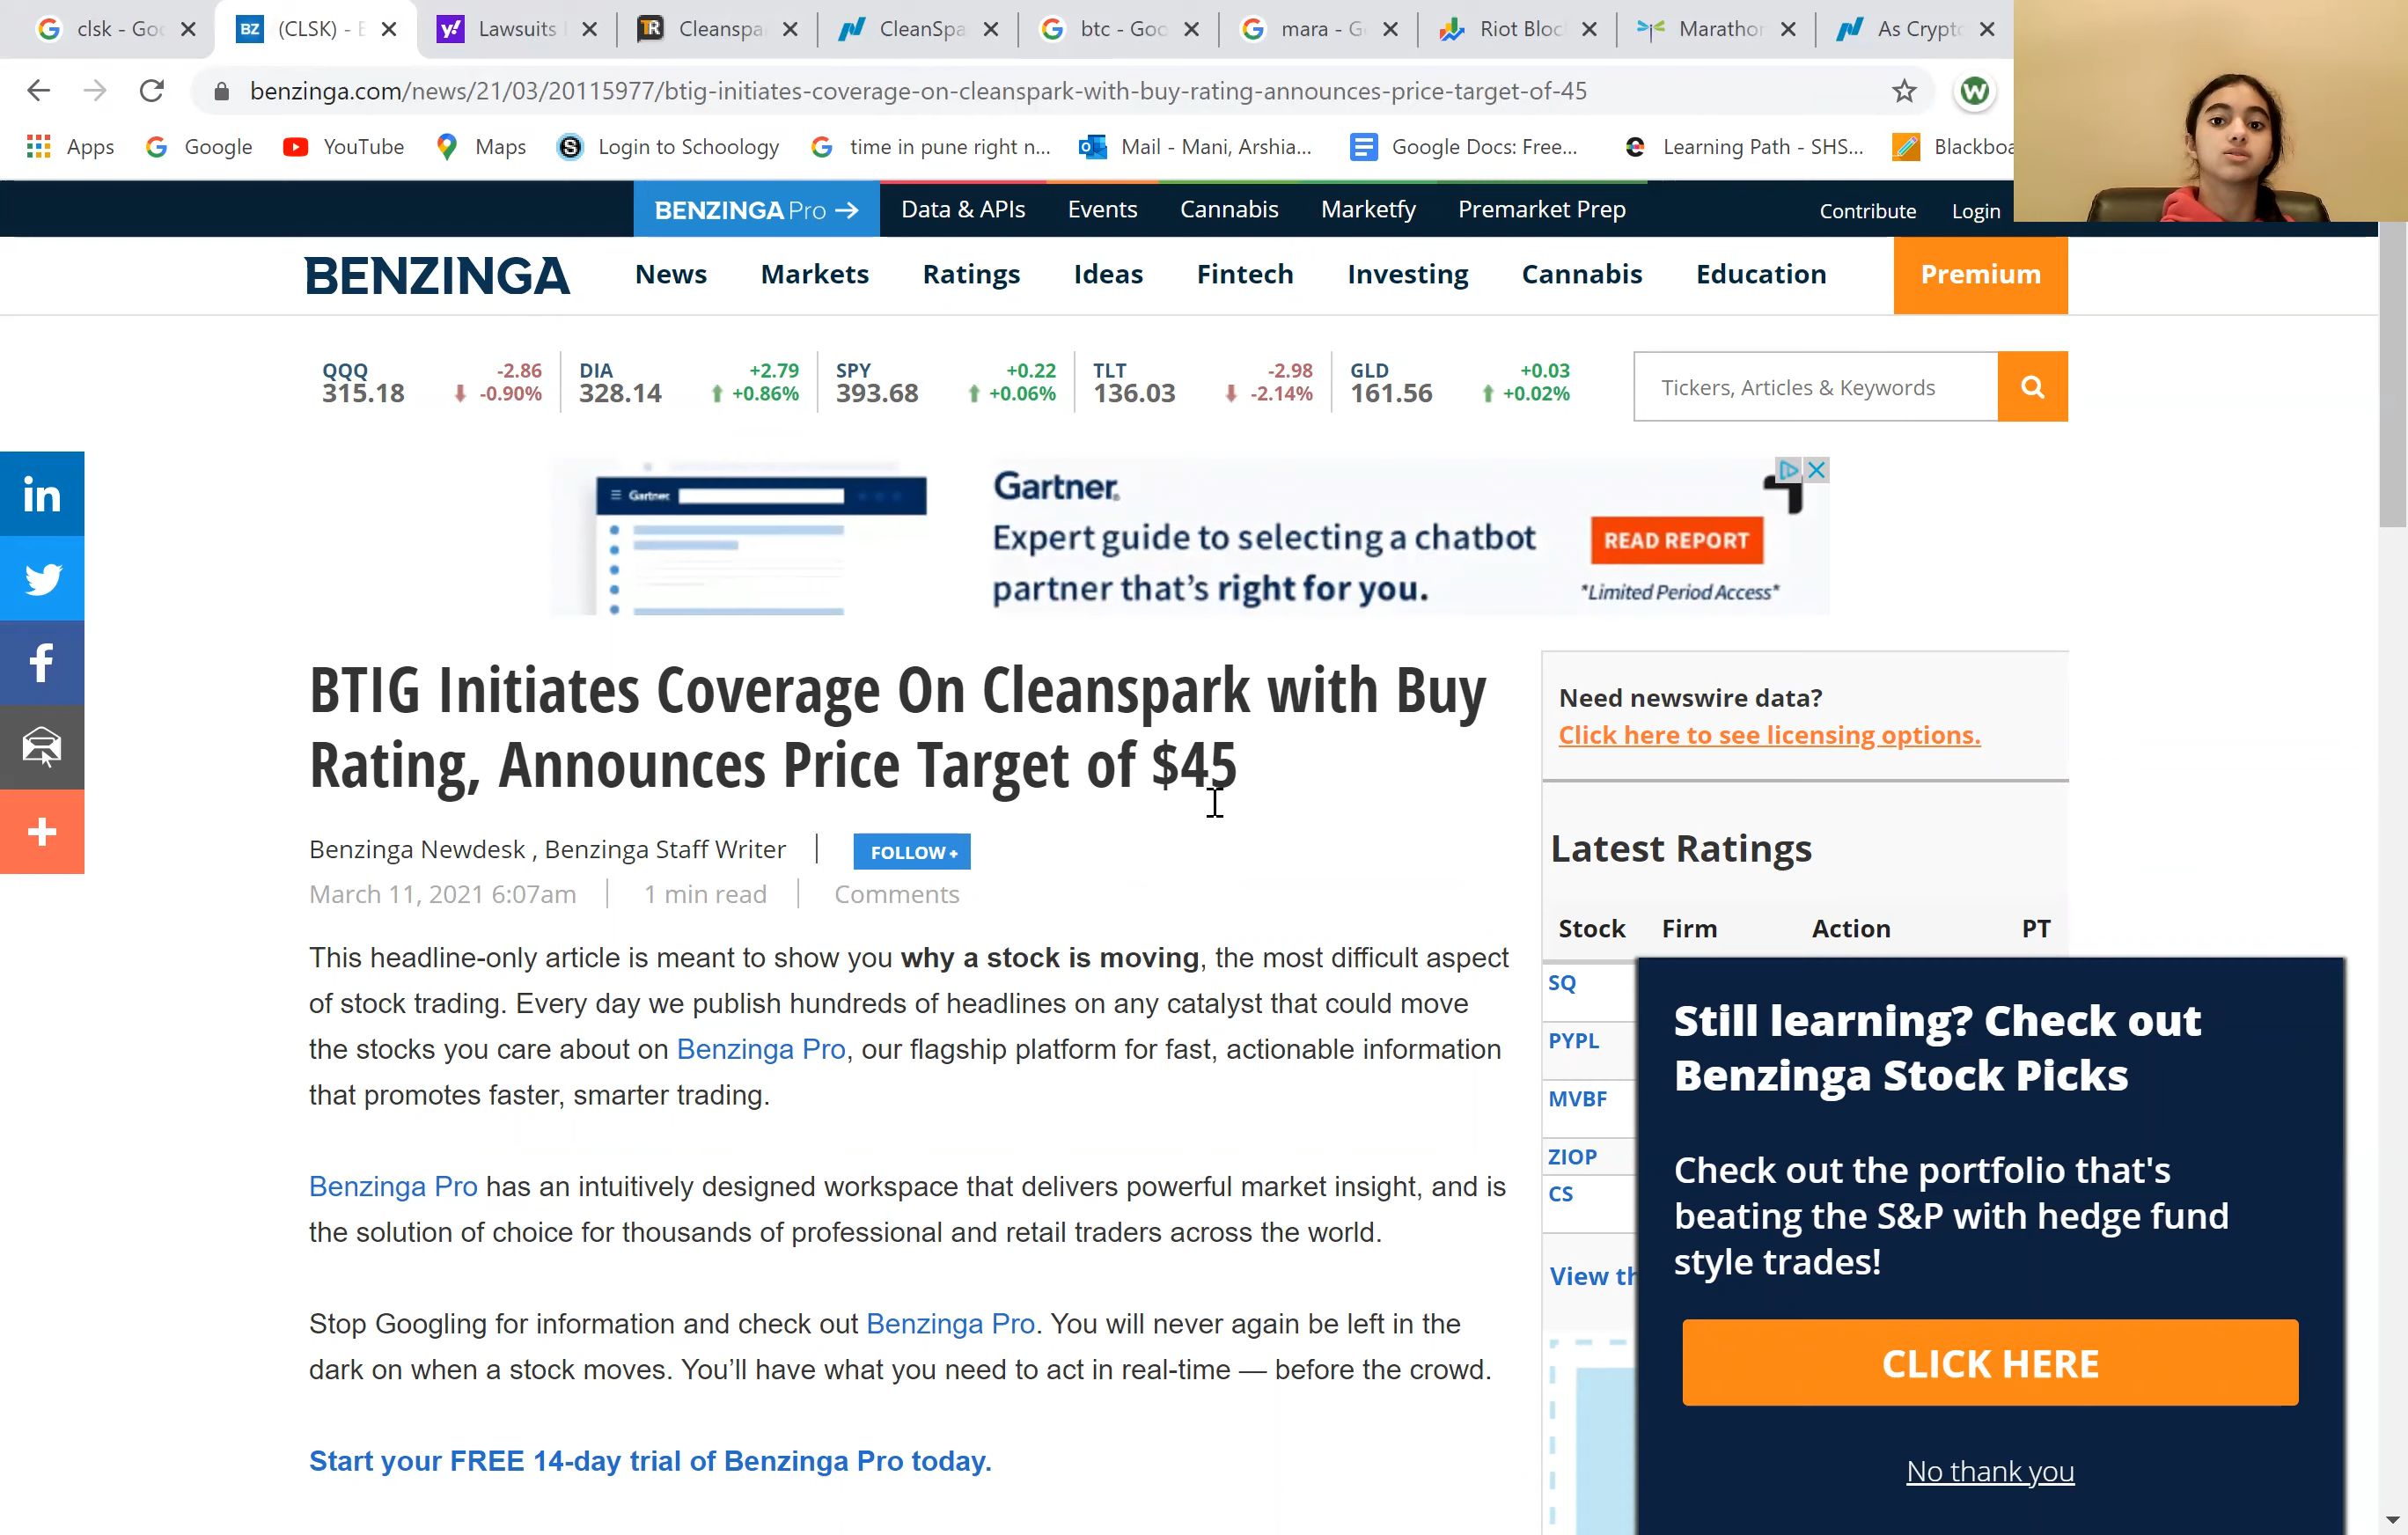 clsk - Goo
(CLSK) - B
Lawsuits
Cleanspa
CleanSpa
btc - Goo
mara - G
Riot Bloc
Marathon
As Crypto
benzinga.com/news/21/03/20115977/btig-initiates-coverage-on-cleanspark-with-buy-rating-announces-price-target-of-45
Apps
Google
YouTube
Maps
Login to Schoology
time in pune right n...
Mail - Mani, Arshia...
Google Docs: Free...
Learning Path - SHS...
Blackboa
BENZINGA Pro →
Data & APIs
Events
Cannabis
Marketfy
Premarket Prep
Contribute
Login
BENZINGA
News
Markets
Ratings
Ideas
Fintech
Investing
Cannabis
Education
Premium
QQQ -2.86
315.18 -0.90%
DIA +2.79
328.14 +0.86%
SPY +0.22
393.68 +0.06%
TLT -2.98
136.03 -2.14%
GLD +0.03
161.56 +0.02%
Tickers, Articles & Keywords
Gartner
Gartner.
Expert guide to selecting a chatbot
partner that's right for you.
READ REPORT
*Limited Period Access*
BTIG Initiates Coverage On Cleanspark with Buy
Rating, Announces Price Target of $45
Benzinga Newdesk , Benzinga Staff Writer
FOLLOW +
March 11, 2021 6:07am | 1 min read | Comments
This headline-only article is meant to show you why a stock is moving, the most difficult aspect
of stock trading. Every day we publish hundreds of headlines on any catalyst that could move
the stocks you care about on Benzinga Pro, our flagship platform for fast, actionable information
that promotes faster, smarter trading.
Benzinga Pro has an intuitively designed workspace that delivers powerful market insight, and is
the solution of choice for thousands of professional and retail traders across the world.
Stop Googling for information and check out Benzinga Pro. You will never again be left in the
dark on when a stock moves. You'll have what you need to act in real-time — before the crowd.
Start your FREE 14-day trial of Benzinga Pro today.
Need newswire data?
Click here to see licensing options.
Latest Ratings
Stock Firm Action PT
SQ
PYPL
MVBF
ZIOP
CS
View th
Still learning? Check out
Benzinga Stock Picks
Check out the portfolio that's
beating the S&P with hedge fund
style trades!
CLICK HERE
No thank you